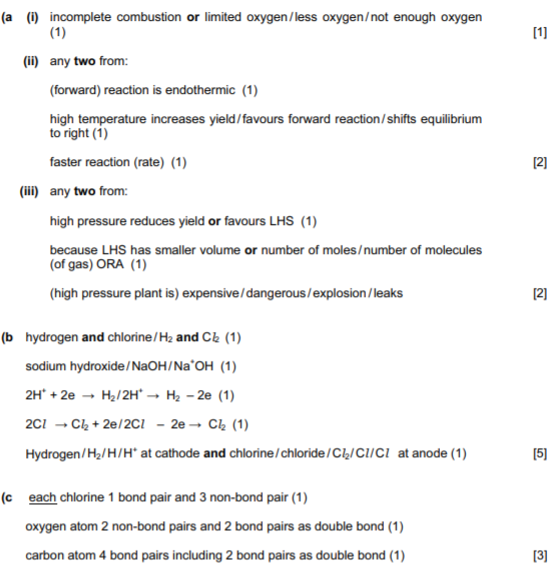 (a (i) incomplete combustion or limited oxygen/less oxygen/not enough oxygen
(1) [1]
(ii) any two from:
(forward) reaction is endothermic (1)
high temperature increases yield/favours forward reaction/shifts equilibrium
to right (1)
faster reaction (rate) (1) [2]
(iii) any two from:
high pressure reduces yield or favours LHS (1)
because LHS has smaller volume or number of moles/number of molecules
(of gas) ORA (1)
(high pressure plant is) expensive/dangerous/explosion/leaks [2]
(b hydrogen and chlorine/H₂ and Cl₂ (1)
sodium hydroxide/NaOH/Na⁺OH (1)
2H⁺ + 2e → H₂/2H⁺ → H₂ – 2e (1)
2Cl → Cl₂ + 2e/2Cl – 2e → Cl₂ (1)
Hydrogen/H₂/H/H⁺ at cathode and chlorine/chloride/Cl₂/Cl/Cl at anode (1) [5]
(c each chlorine 1 bond pair and 3 non-bond pair (1)
oxygen atom 2 non-bond pairs and 2 bond pairs as double bond (1)
carbon atom 4 bond pairs including 2 bond pairs as double bond (1) [3]